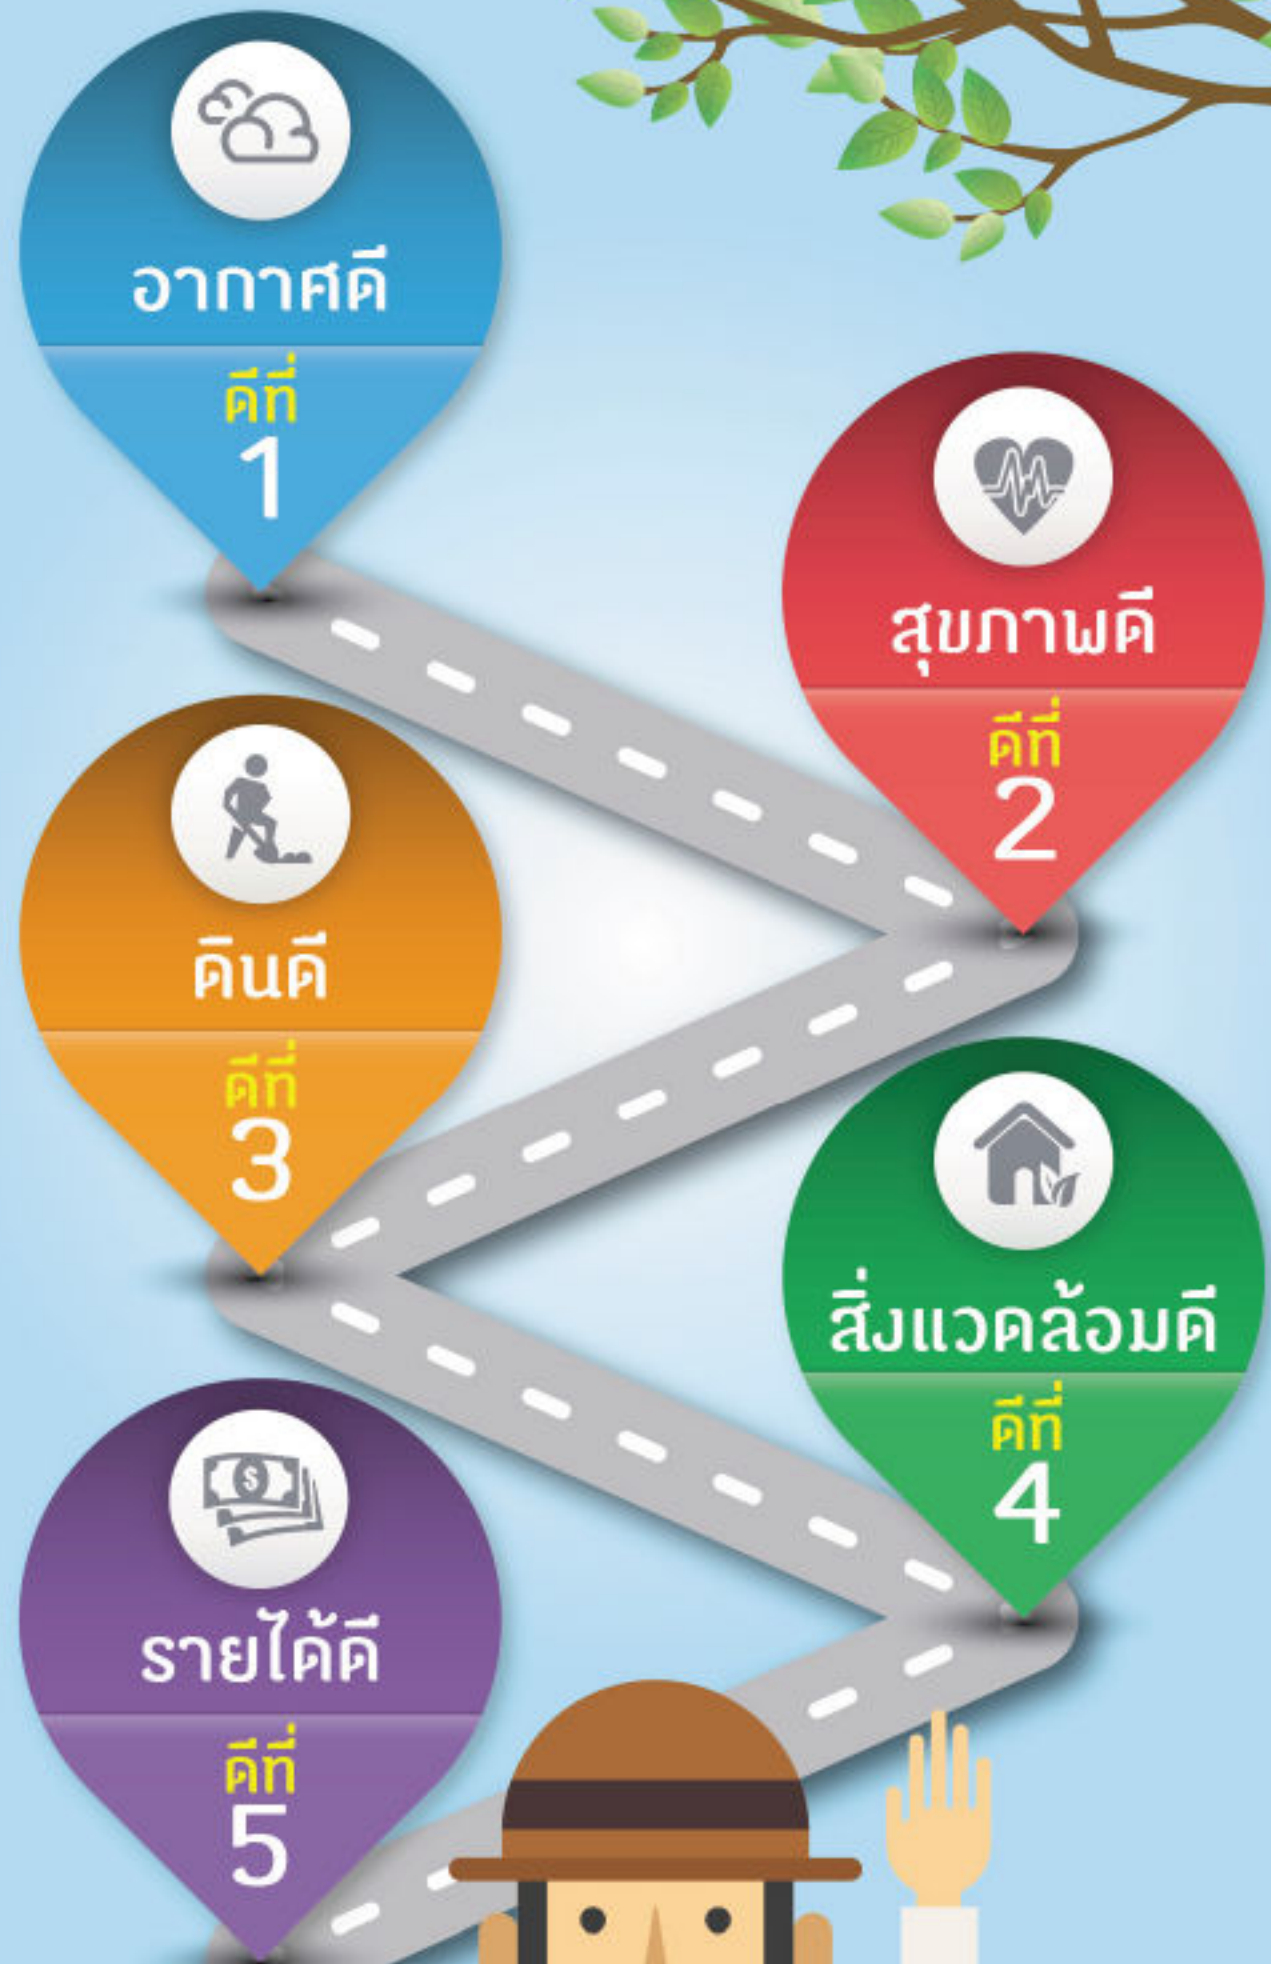 อากาศดี
ดีที่
1
สุขภาพดี
ดีที่
2
ดินดี
ดีที่
3
สิ่งแวดล้อมดี
ดีที่
4
รายได้ดี
ดีที่
5